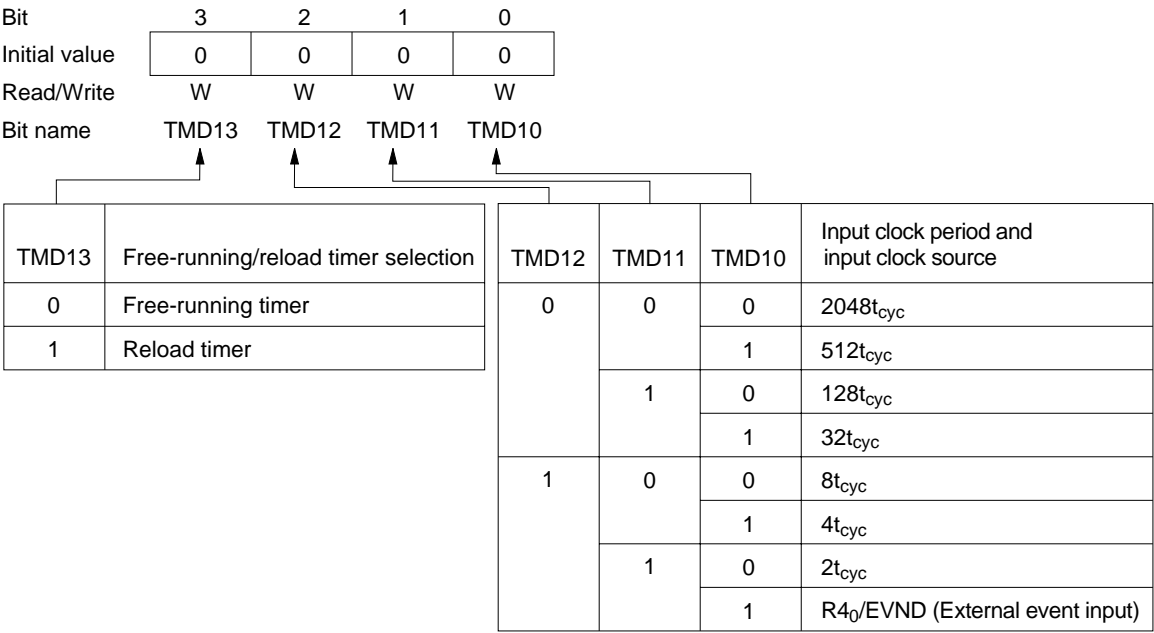 Bit 3 2 1 0
Initial value 0 0 0 0
Read/Write W W W W
Bit name TMD13 TMD12 TMD11 TMD10
TMD13 Free-running/reload timer selection
0 Free-running timer
1 Reload timer
TMD12 TMD11 TMD10 Input clock period and
input clock source
0 0 0 2048tcyc
1 512tcyc
1 0 128tcyc
1 32tcyc
1 0 0 8tcyc
1 4tcyc
1 0 2tcyc
1 R40/EVND (External event input)